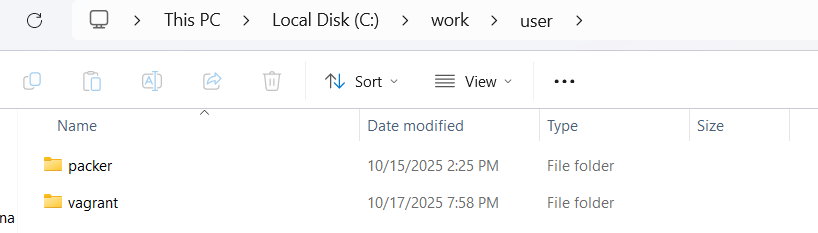 This PC > Local Disk (C:) > work > user >
Sort View •••
Name Date modified Type Size
packer 10/15/2025 2:25 PM File folder
vagrant 10/17/2025 7:58 PM File folder
na